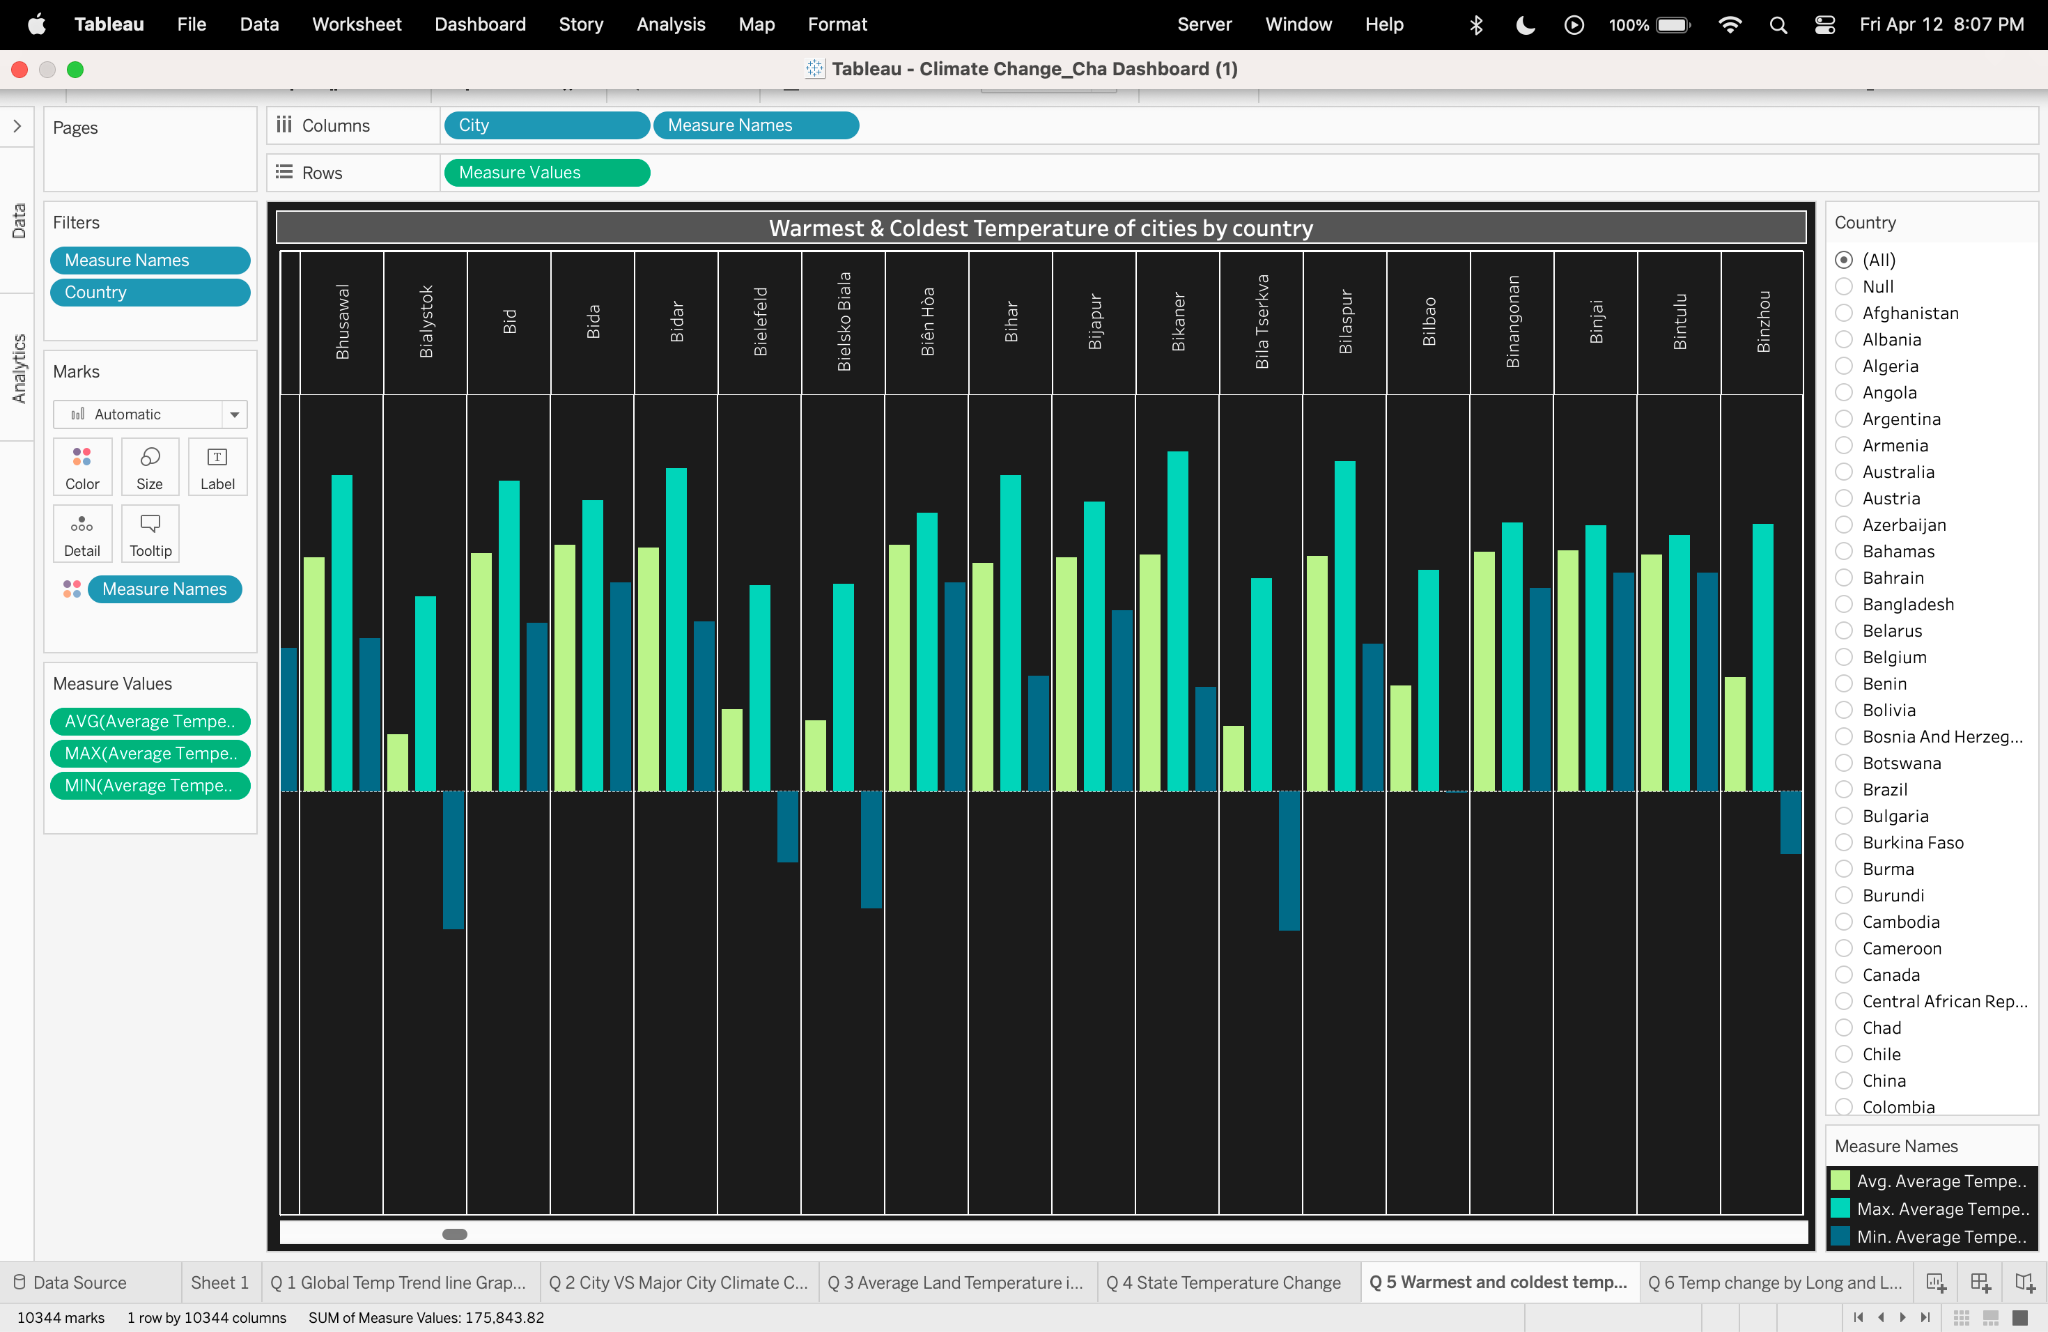 Tableau File Data Worksheet Dashboard Story Analysis Map Format Server Window Help 100% Fri Apr 12 8:07 PM
Tableau - Climate Change_Cha Dashboard (1)
Pages
Columns
City
Measure Names
Rows
Measure Values
Data
Analytics
Filters
Measure Names
Country
Marks
Automatic
Color
Size
Label
Detail
Tooltip
Measure Names
Measure Values
AVG(Average Tempe..
MAX(Average Tempe..
MIN(Average Tempe..
Warmest & Coldest Temperature of cities by country
Bhusawal
Bialystok
Bid
Bida
Bidar
Bielefeld
Bielsko Biala
Biên Hòa
Bihar
Bijapur
Bikaner
Bila Tserkva
Bilaspur
Bilbao
Binangonan
Binjai
Bintulu
Binzhou
Country
(All)
Null
Afghanistan
Albania
Algeria
Angola
Argentina
Armenia
Australia
Austria
Azerbaijan
Bahamas
Bahrain
Bangladesh
Belarus
Belgium
Benin
Bolivia
Bosnia And Herzeg...
Botswana
Brazil
Bulgaria
Burkina Faso
Burma
Burundi
Cambodia
Cameroon
Canada
Central African Rep...
Chad
Chile
China
Colombia
Measure Names
Avg. Average Tempe..
Max. Average Tempe..
Min. Average Tempe..
Data Source
Sheet 1
Q 1 Global Temp Trend line Grap...
Q 2 City VS Major City Climate C...
Q 3 Average Land Temperature i...
Q 4 State Temperature Change
Q 5 Warmest and coldest temp...
Q 6 Temp change by Long and L...
10344 marks
1 row by 10344 columns
SUM of Measure Values: 175,843.82